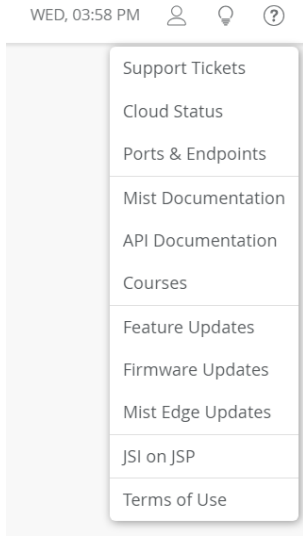 WED, 03:58 PM
?
Support Tickets
Cloud Status
Ports & Endpoints
Mist Documentation
API Documentation
Courses
Feature Updates
Firmware Updates
Mist Edge Updates
JSI on JSP
Terms of Use